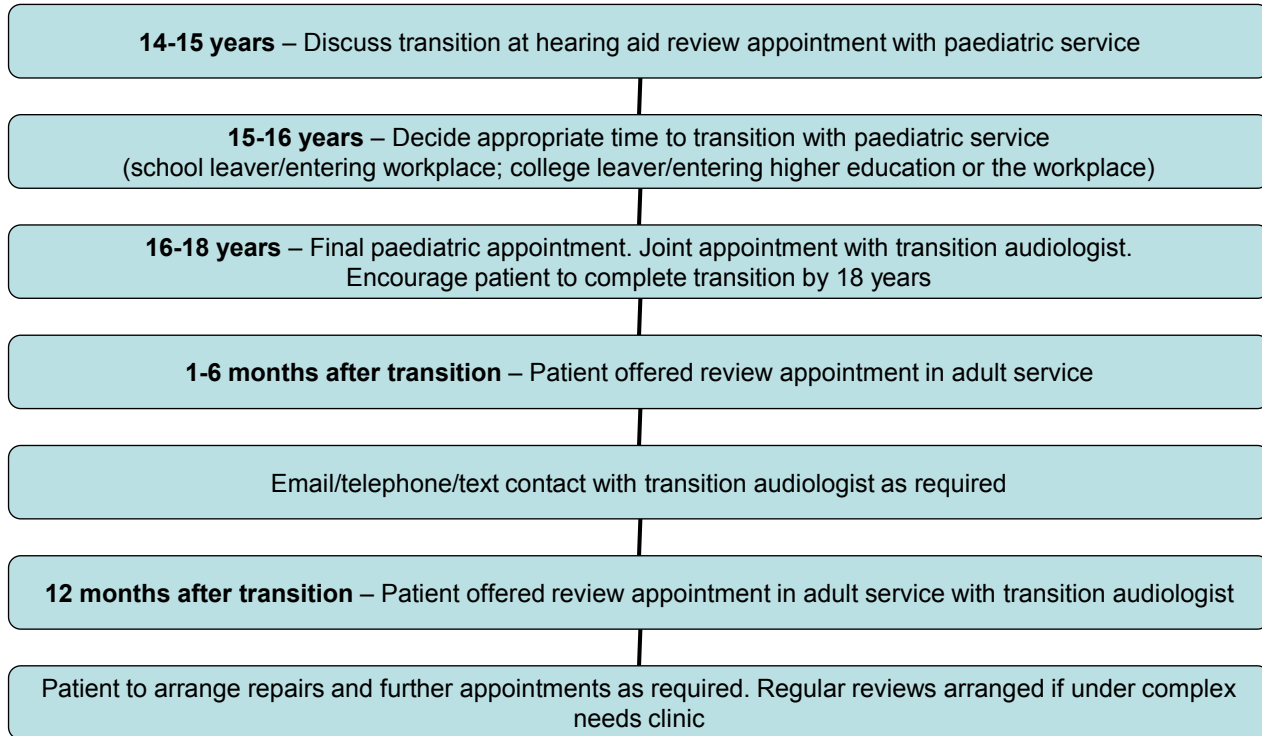 14-15 years – Discuss transition at hearing aid review appointment with paediatric service
15-16 years – Decide appropriate time to transition with paediatric service
(school leaver/entering workplace; college leaver/entering higher education or the workplace)
16-18 years – Final paediatric appointment. Joint appointment with transition audiologist.
Encourage patient to complete transition by 18 years
1-6 months after transition – Patient offered review appointment in adult service
Email/telephone/text contact with transition audiologist as required
12 months after transition – Patient offered review appointment in adult service with transition audiologist
Patient to arrange repairs and further appointments as required. Regular reviews arranged if under complex
needs clinic